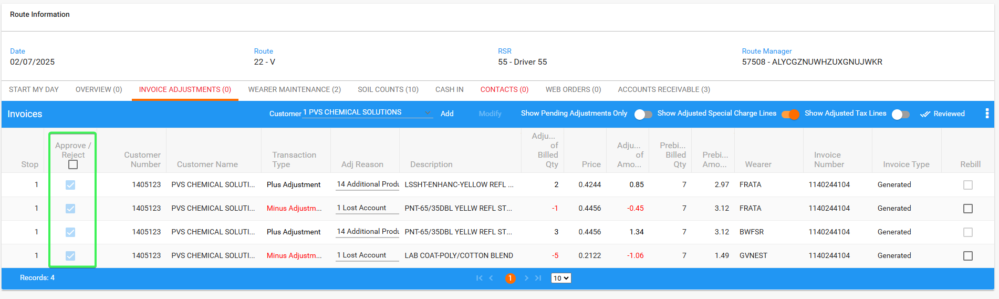 Route Information
Date Route RSR Route Manager
02/07/2025 22 - V 55 - Driver 55 57508 - ALYCGZNUWHZUXGNUJWKR
START MY DAY OVERVIEW (0) INVOICE ADJUSTMENTS (0) WEARER MAINTENANCE (2) SOIL COUNTS (10) CASH IN CONTACTS (0) WEB ORDERS (0) ACCOUNTS RECEIVABLE (3)
Invoices Customer 1 PVS CHEMICAL SOLUTIONS Add Modify Show Pending Adjustments Only Show Adjusted Special Charge Lines Show Adjusted Tax Lines Reviewed
Stop Approve / Reject Customer Number Customer Name Transaction Type Adj Reason Description Adju... of Billed Qty Price Adju... of Amo... Prebi... Billed Qty Prebi... Amo... Wearer Invoice Number Invoice Type Rebill
1 1405123 PVS CHEMICAL SOLUTI... Plus Adjustment 14 Additional Produ LSSHT-ENHANC-YELLOW REFL ... 2 0.4244 0.85 7 2.97 FRATA 1140244104 Generated
1 1405123 PVS CHEMICAL SOLUTI... Minus Adjustm... 1 Lost Account PNT-65/35DBL YELLW REFL ST... -1 0.4456 -0.45 7 3.12 FRATA 1140244104 Generated
1 1405123 PVS CHEMICAL SOLUTI... Plus Adjustment 14 Additional Produ PNT-65/35DBL YELLW REFL ST... 3 0.4456 1.34 7 3.12 BWFSR 1140244104 Generated
1 1405123 PVS CHEMICAL SOLUTI... Minus Adjustm... 1 Lost Account LAB COAT-POLY/COTTON BLEND -5 0.2122 -1.06 7 1.49 GVNEST 1140244104 Generated
Records: 4 1 10